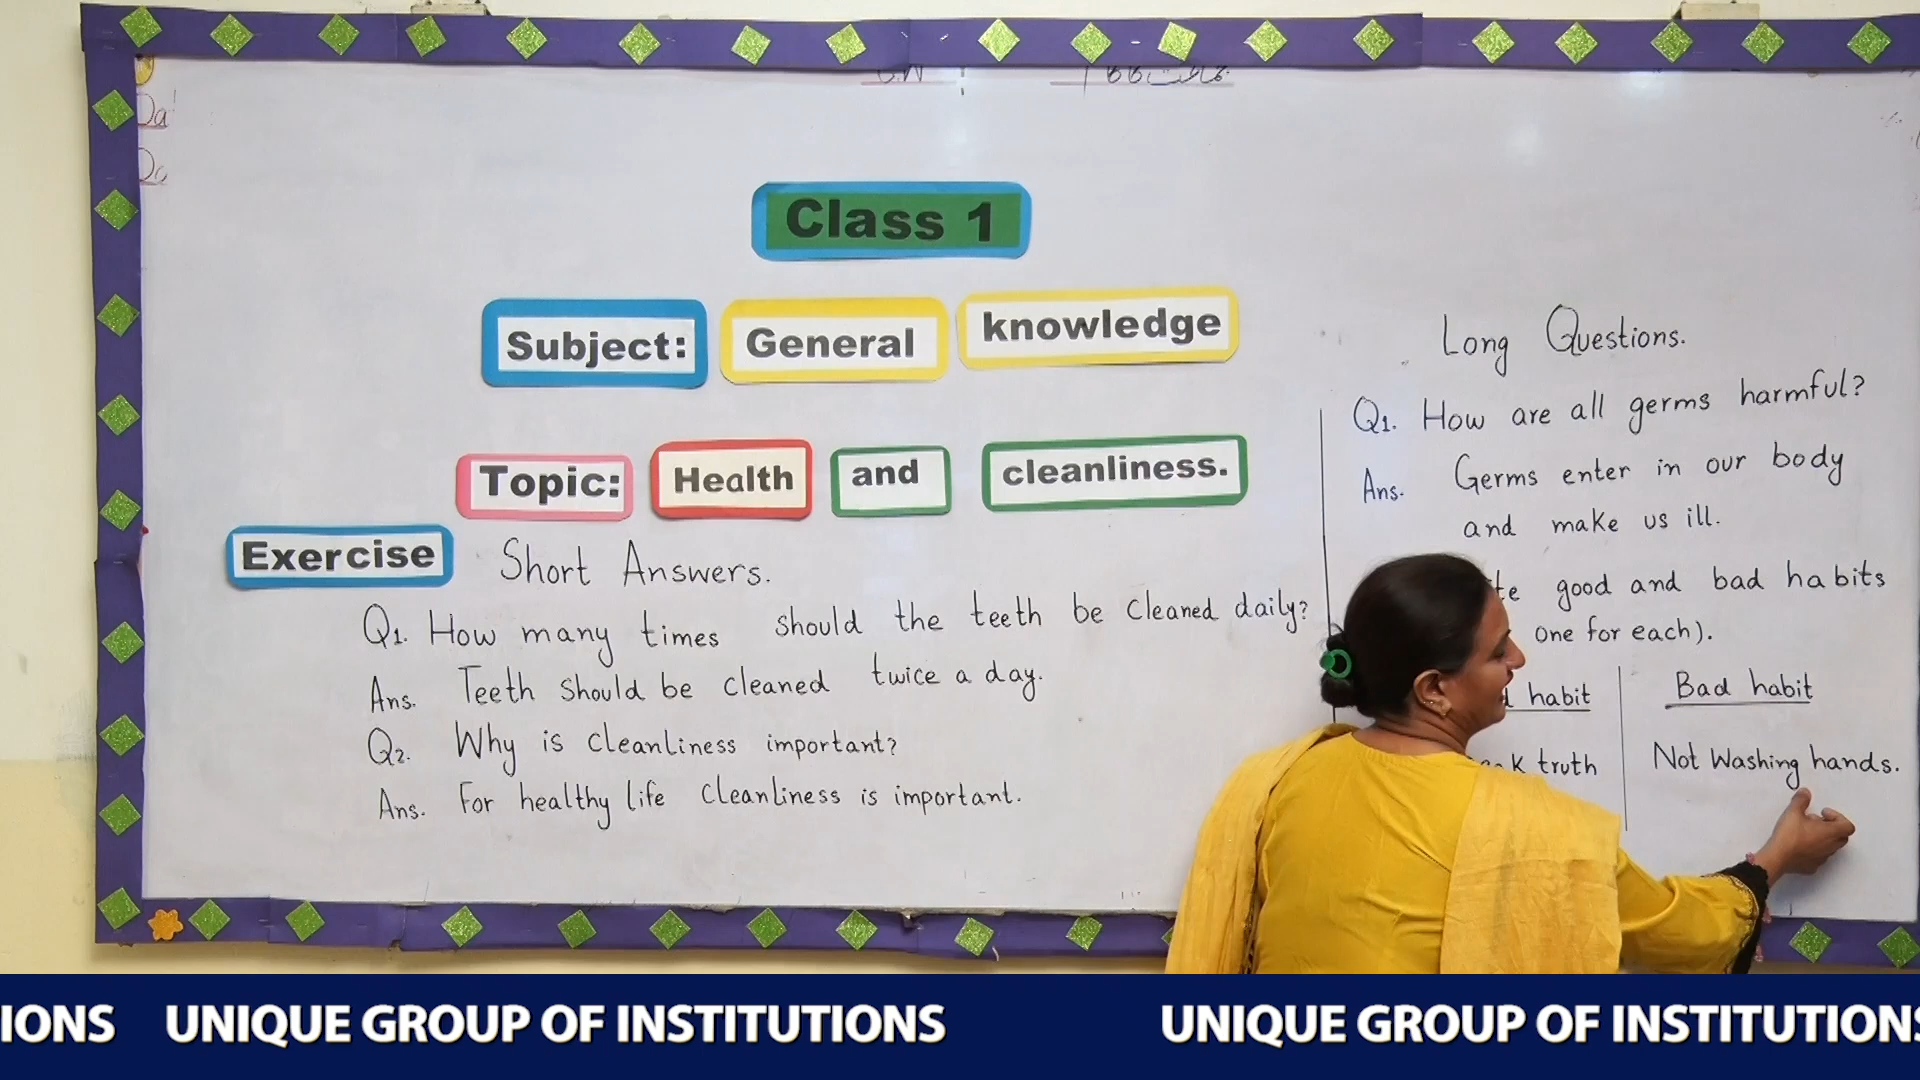 Class 1
Subject: General knowledge
Topic: Health and cleanliness.
Exercise Short Answers.
Q1. How many times should the teeth be cleaned daily?
Ans. Teeth should be cleaned twice a day.
Q2. Why is cleanliness important?
Ans. For healthy life cleanliness is important.
Long Questions.
Q1. How are all germs harmful?
Ans. Germs enter in our body
and make us ill.
good and bad habits
one for each).
habit
truth
Bad habit
Not Washing hands.
IONS UNIQUE GROUP OF INSTITUTIONS UNIQUE GROUP OF INSTITUTIONS